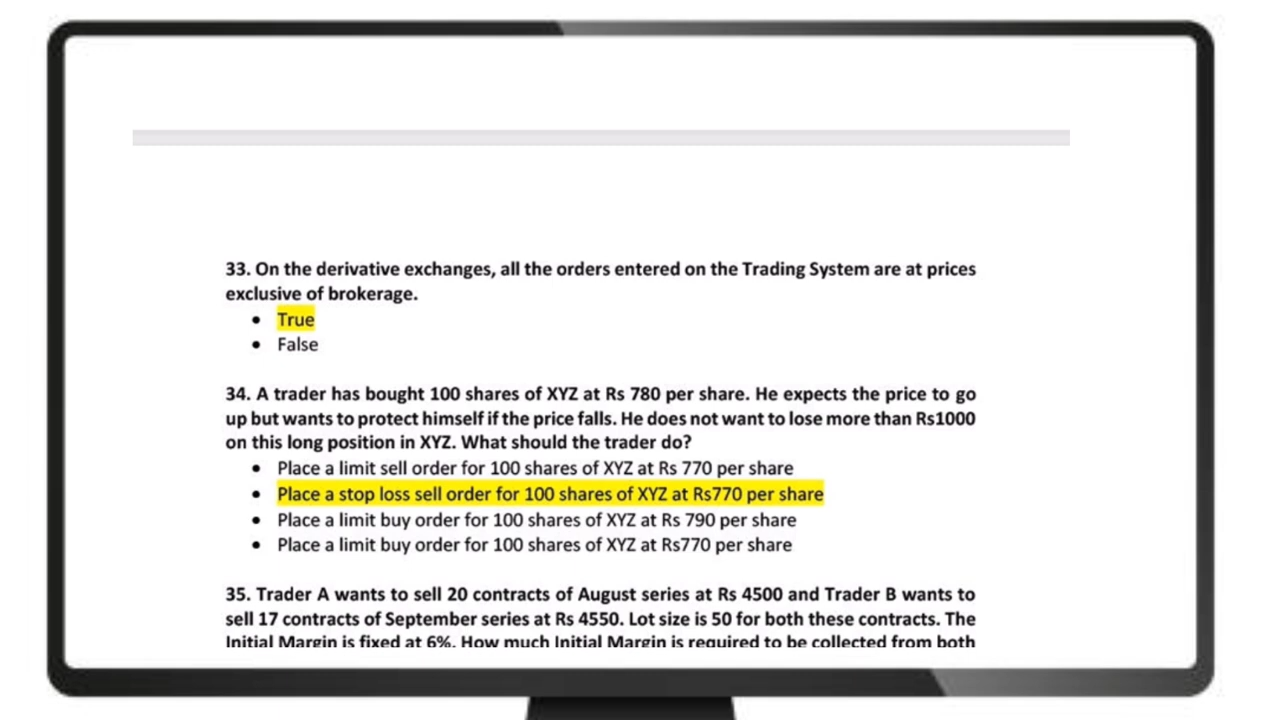 33. On the derivative exchanges, all the orders entered on the Trading System are at prices
exclusive of brokerage.
• True
• False
34. A trader has bought 100 shares of XYZ at Rs 780 per share. He expects the price to go
up but wants to protect himself if the price falls. He does not want to lose more than Rs1000
on this long position in XYZ. What should the trader do?
• Place a limit sell order for 100 shares of XYZ at Rs 770 per share
• Place a stop loss sell order for 100 shares of XYZ at Rs770 per share
• Place a limit buy order for 100 shares of XYZ at Rs 790 per share
• Place a limit buy order for 100 shares of XYZ at Rs770 per share
35. Trader A wants to sell 20 contracts of August series at Rs 4500 and Trader B wants to
sell 17 contracts of September series at Rs 4550. Lot size is 50 for both these contracts. The
Initial Margin is fixed at 6%. How much Initial Margin is required to be collected from both